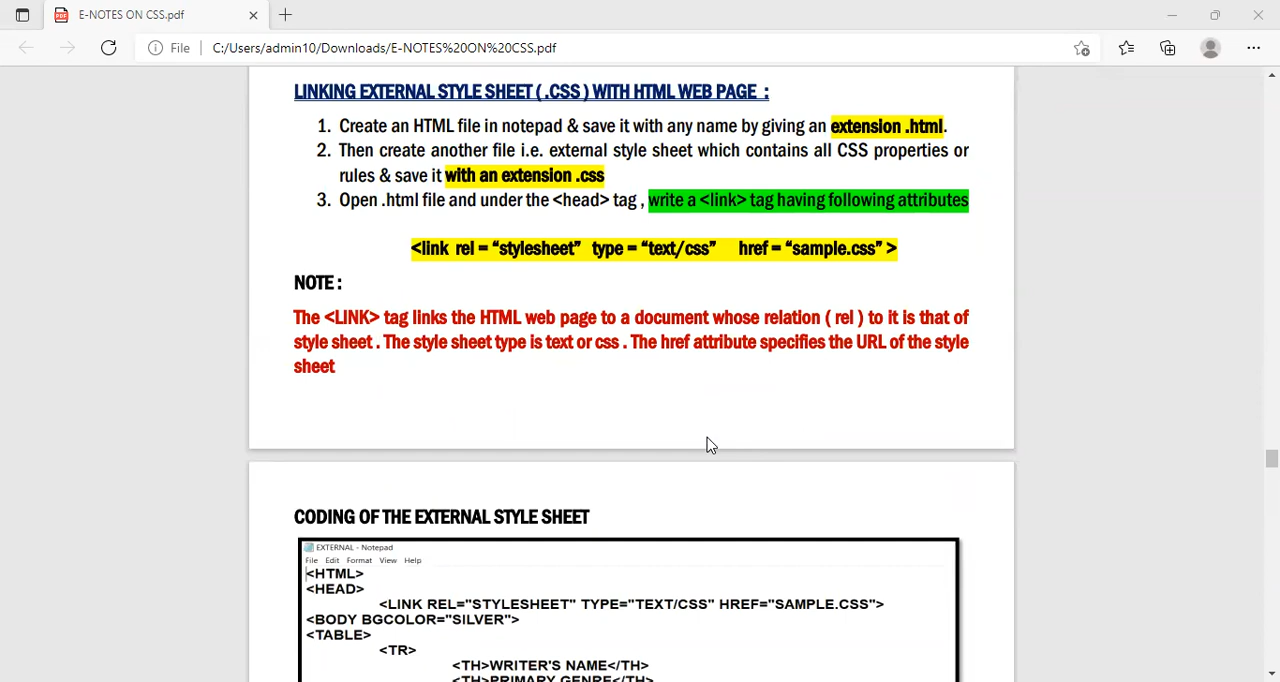 E-NOTES ON CSS.pdf
File
C:/Users/admin10/Downloads/E-NOTES%20ON%20CSS.pdf
LINKING EXTERNAL STYLE SHEET ( .CSS ) WITH HTML WEB PAGE :
1. Create an HTML file in notepad & save it with any name by giving an extension .html.
2. Then create another file i.e. external style sheet which contains all CSS properties or
rules & save it with an extension .css
3. Open .html file and under the <head> tag , write a <link> tag having following attributes
<link rel = “stylesheet” type = “text/css” href = “sample.css” >
NOTE :
The <LINK> tag links the HTML web page to a document whose relation ( rel ) to it is that of
style sheet . The style sheet type is text or css . The href attribute specifies the URL of the style
sheet
CODING OF THE EXTERNAL STYLE SHEET
EXTERNAL - Notepad
File Edit Format View Help
<HTML>
<HEAD>
<LINK REL="STYLESHEET" TYPE="TEXT/CSS" HREF="SAMPLE.CSS">
<BODY BGCOLOR="SILVER">
<TABLE>
<TR>
<TH>WRITER'S NAME</TH>
<TH>PRIMARY GENRE</TH>